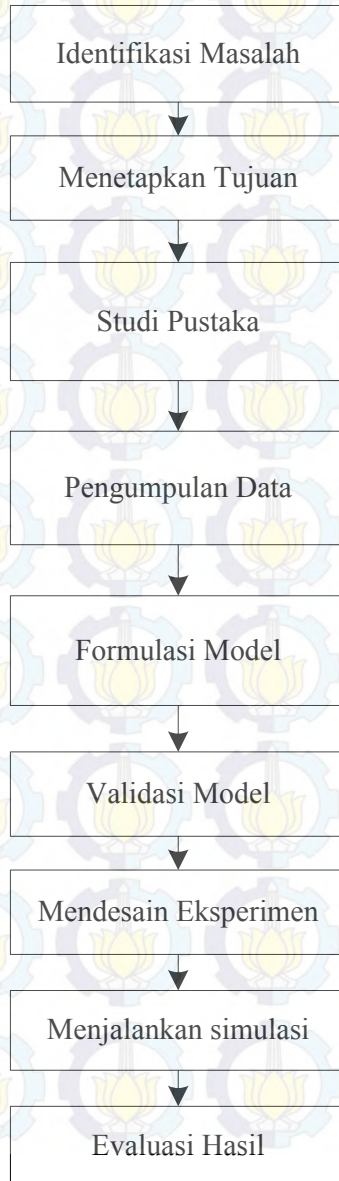 Identifikasi Masalah
Menetapkan Tujuan
Studi Pustaka
Pengumpulan Data
Formulasi Model
Validasi Model
Mendesain Eksperimen
Menjalankan simulasi
Evaluasi Hasil